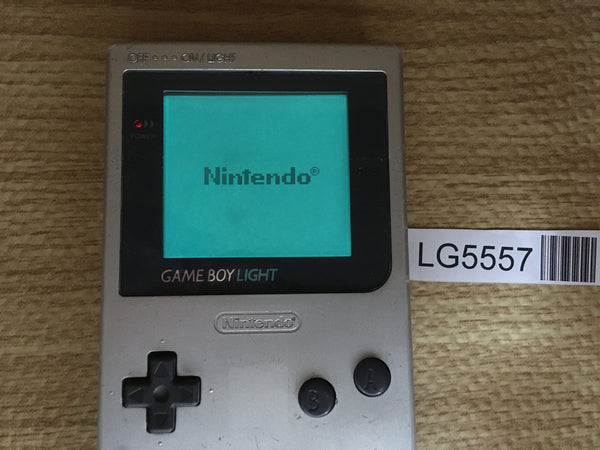 OFF ON/LIGHT
POWER
Nintendo®
GAME BOY LIGHT
LG5557
Nintendo®
B
A